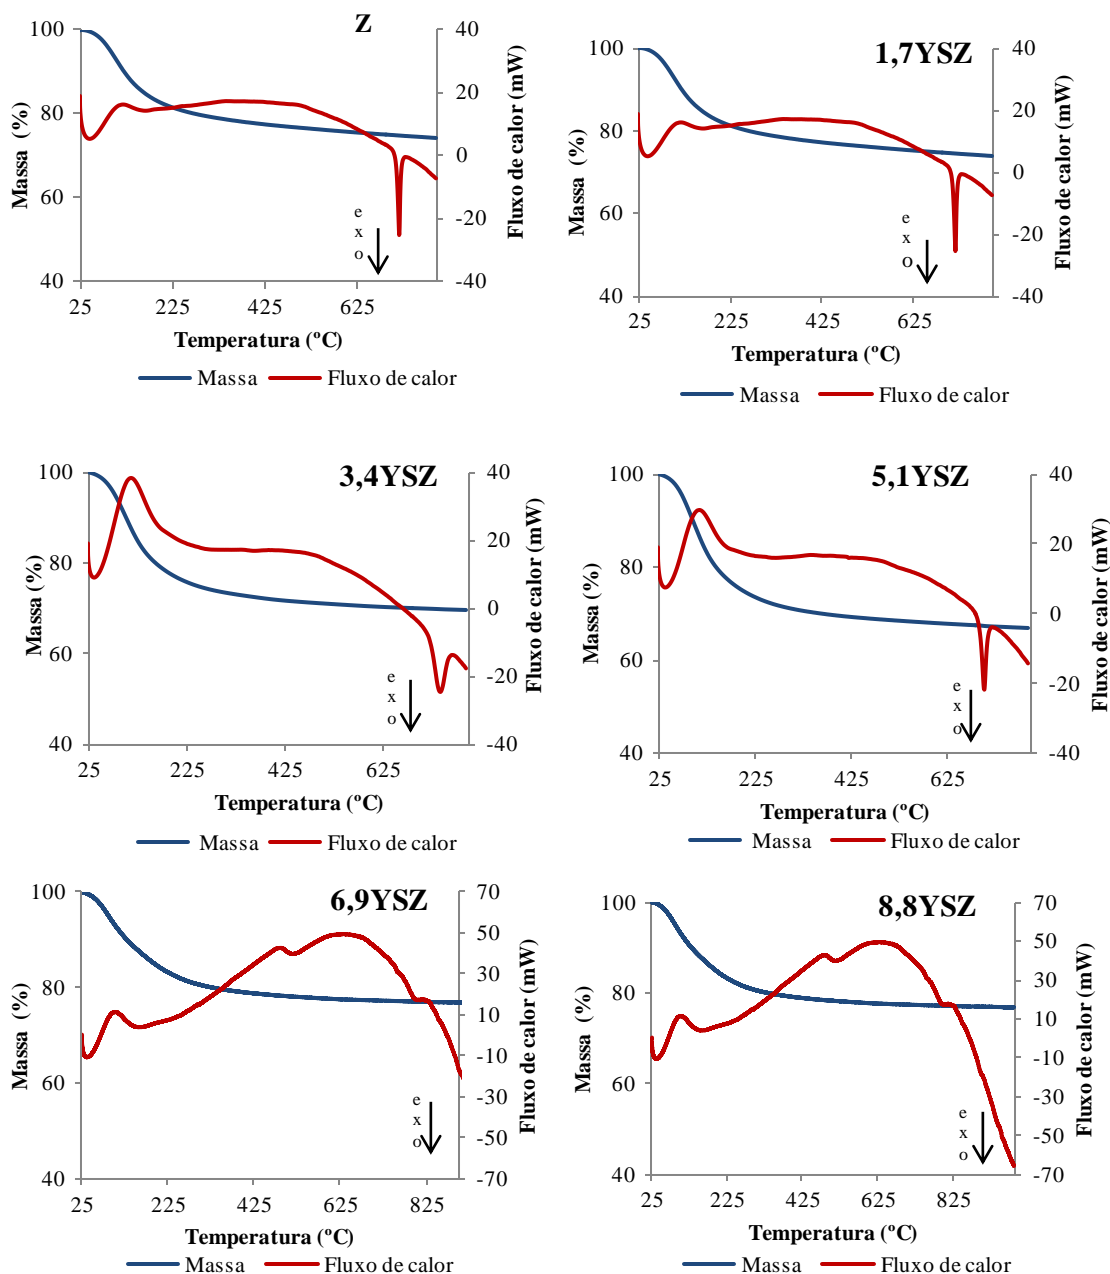 Z
100
80
60
40
Massa (%)
40
20
0
-20
-40
Fluxo de calor (mW)
e
x
o
25
225
425
625
Temperatura (ºC)
Massa
Fluxo de calor
1,7YSZ
100
80
60
40
Massa (%)
40
20
0
-20
-40
Fluxo de calor (mW)
e
x
o
25
225
425
625
Temperatura (ºC)
Massa
Fluxo de calor
3,4YSZ
100
80
60
40
Massa (%)
40
20
0
-20
-40
Fluxo de calor (mW)
e
x
o
25
225
425
625
Temperatura (ºC)
Massa
Fluxo de calor
5,1YSZ
100
80
60
40
Massa (%)
40
20
0
-20
-40
Fluxo de calor (mW)
e
x
o
25
225
425
625
Temperatura (ºC)
Massa
Fluxo de calor
6,9YSZ
100
80
60
40
Massa (%)
70
50
30
10
-10
-30
-50
-70
Fluxo de calor (mW)
e
x
o
25
225
425
625
825
Temperatura (ºC)
Massa
Fluxo de calor
8,8YSZ
100
80
60
40
Massa (%)
70
50
30
10
-10
-30
-50
-70
Fluxo de calor (mW)
e
x
o
25
225
425
625
825
Temperatura (ºC)
Massa
Fluxo de calor